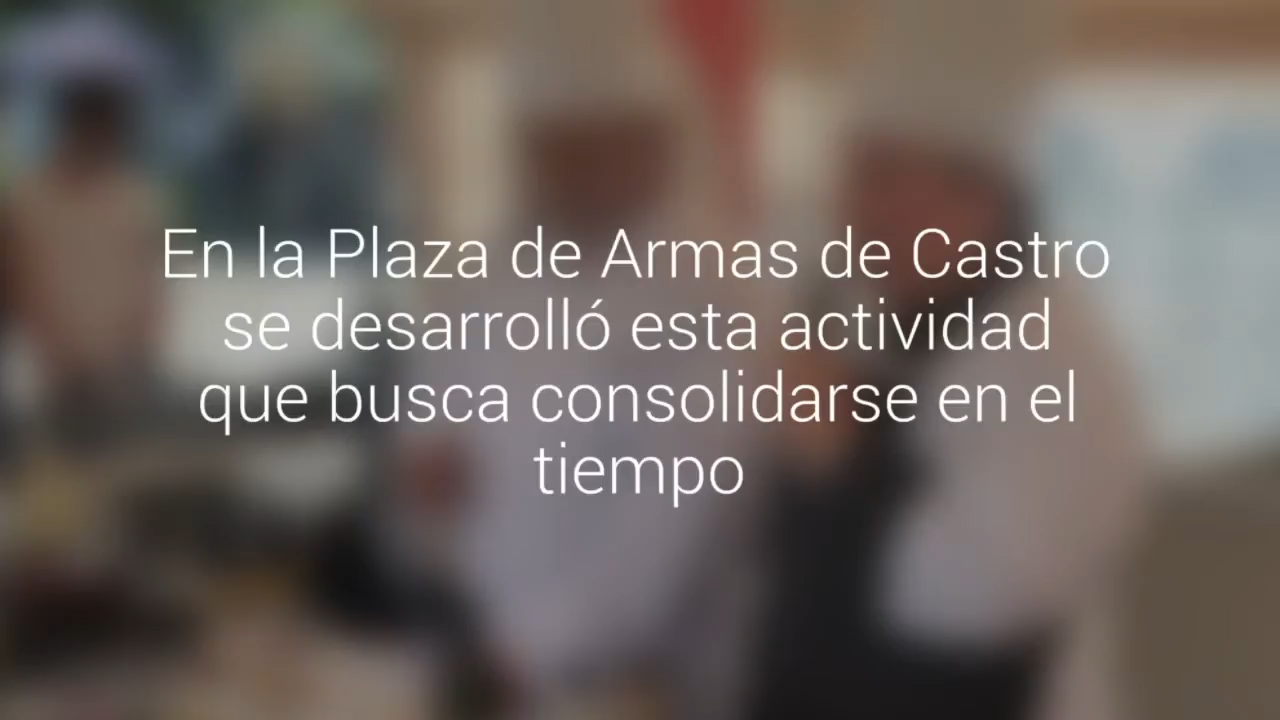 En la Plaza de Armas de Castro
se desarrolló esta actividad
que busca consolidarse en el
tiempo